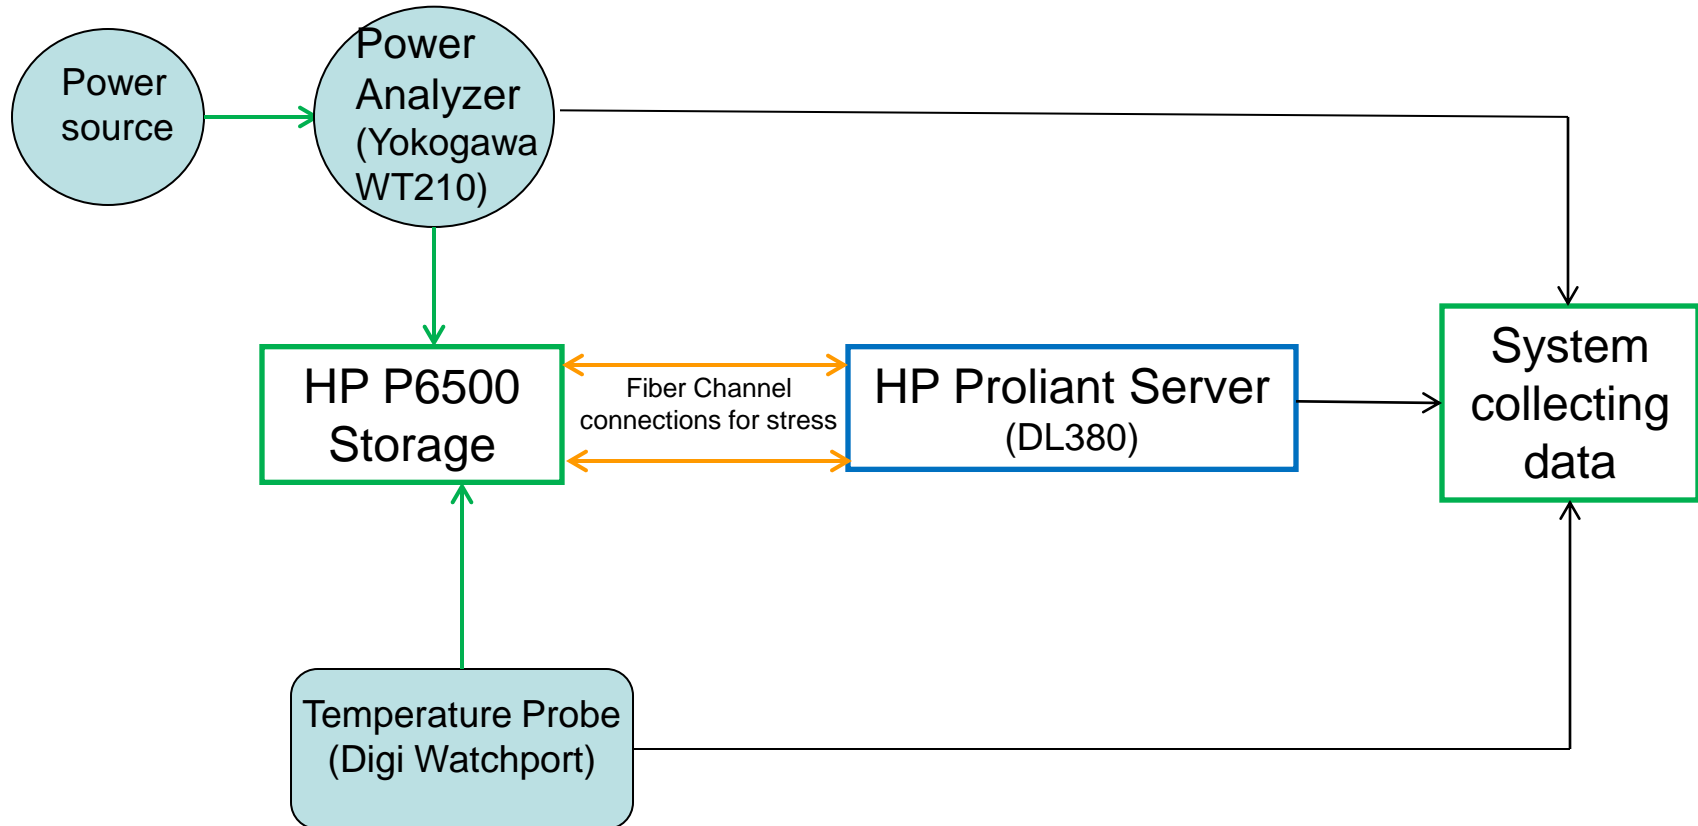 Power
source
Power
Analyzer
(Yokogawa
WT210)
HP P6500
Storage
Fiber Channel
connections for stress
HP Proliant Server
(DL380)
System
collecting
data
Temperature Probe
(Digi Watchport)